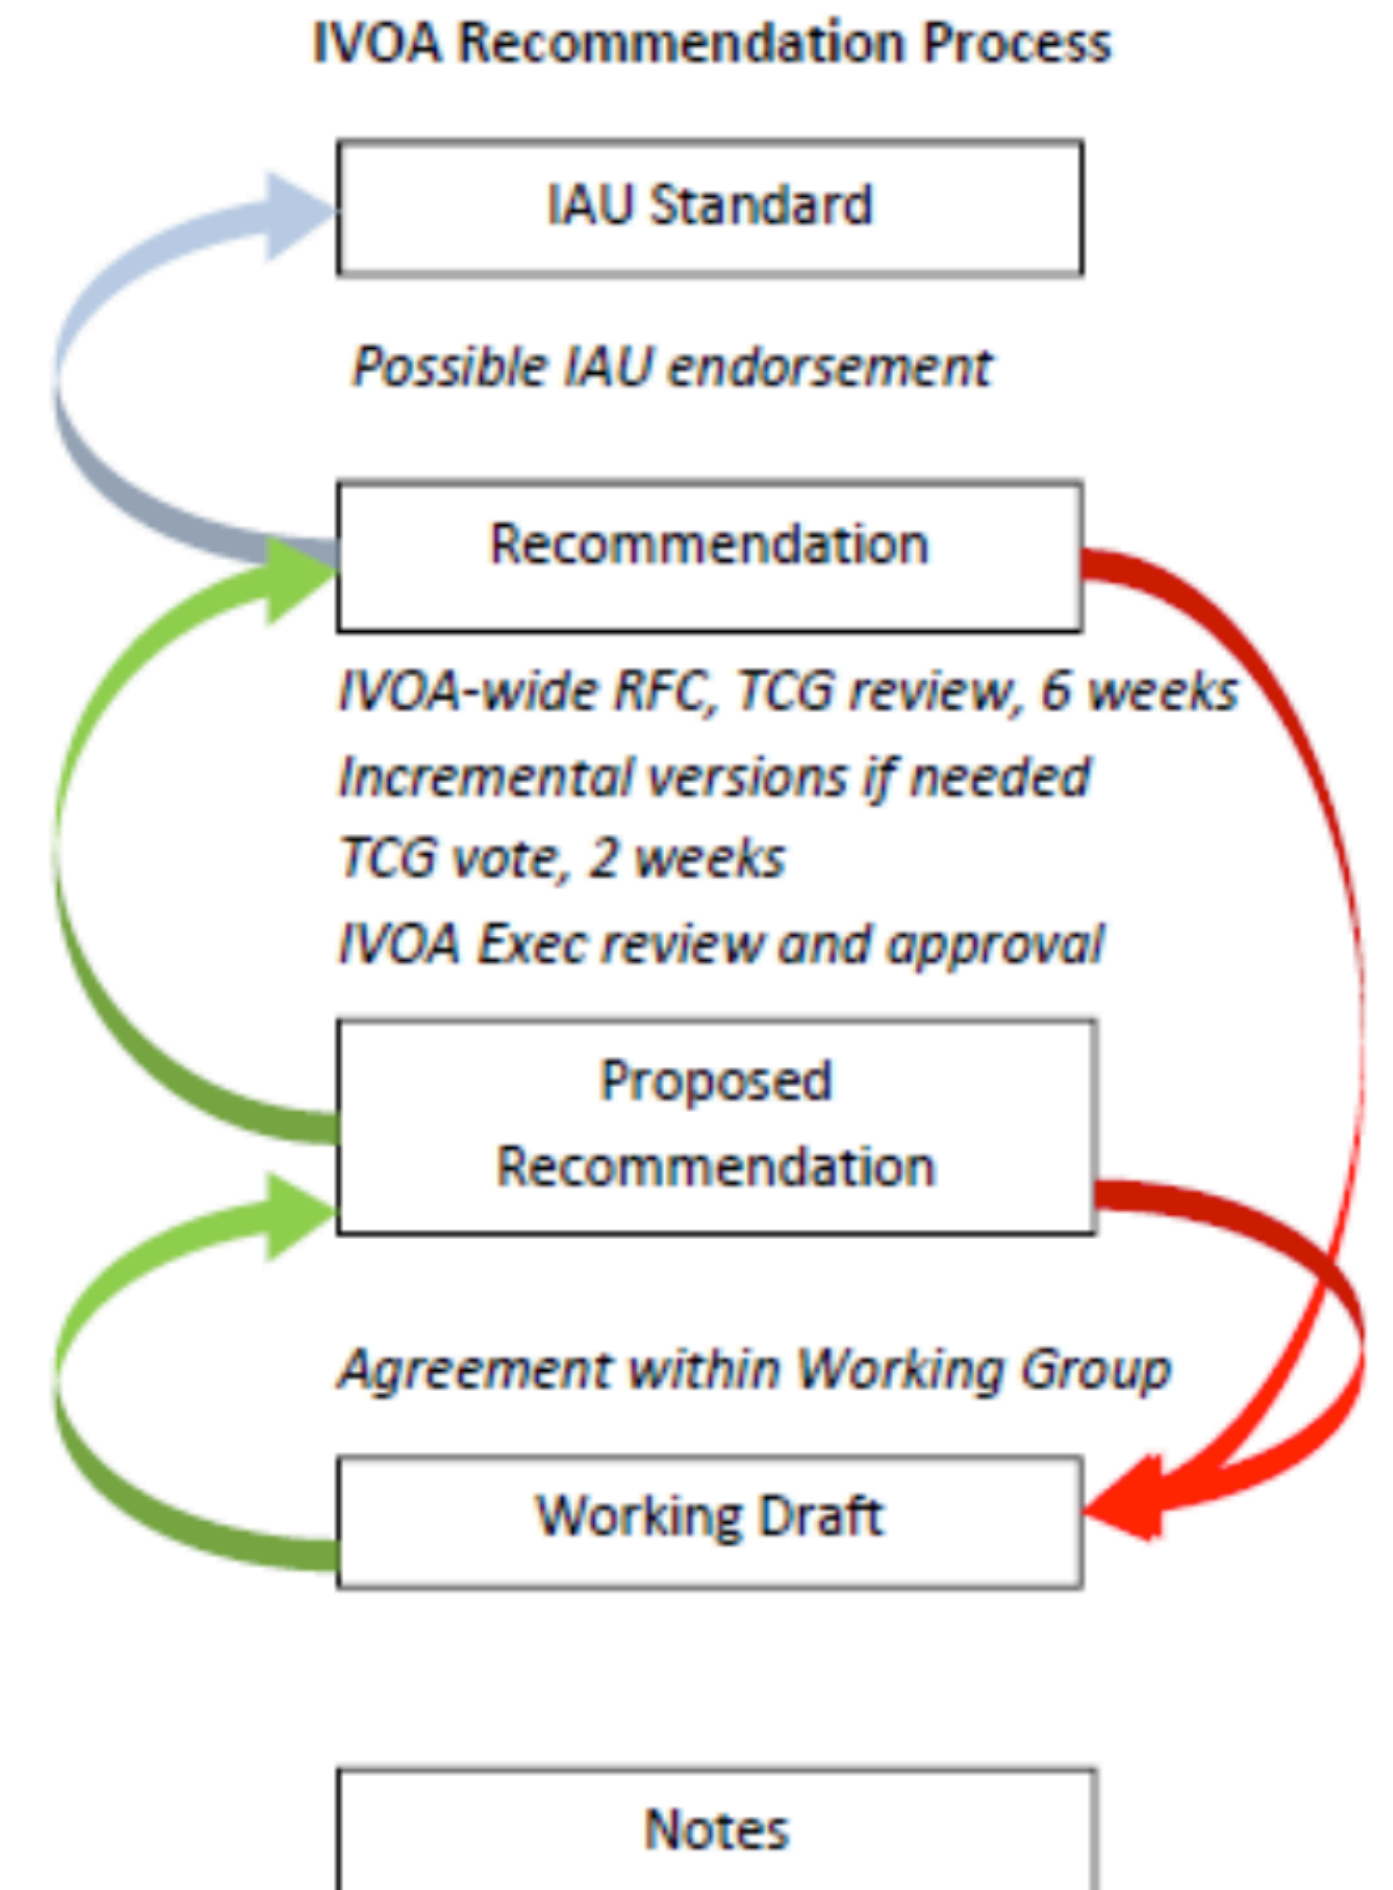 IVOA Recommendation Process
IAU Standard
Possible IAU endorsement
Recommendation
IVOA-wide RFC, TCG review, 6 weeks
Incremental versions if needed
TCG vote, 2 weeks
IVOA Exec review and approval
Proposed
Recommendation
Agreement within Working Group
Working Draft
Notes